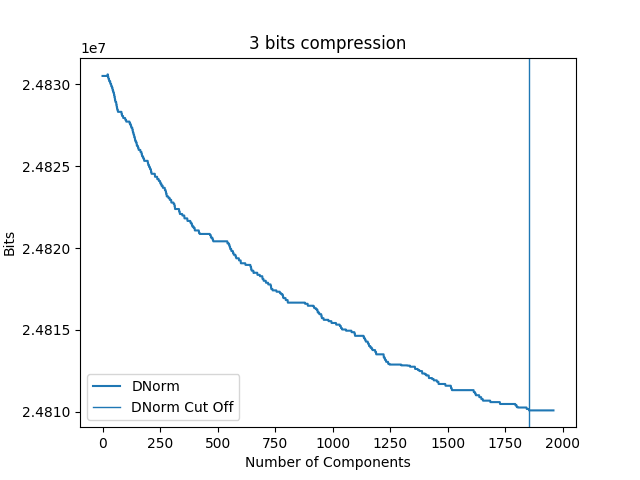 3 bits compression
1e7
2.4830
2.4825
2.4820
2.4815
2.4810
Bits
DNorm
DNorm Cut Off
0 250 500 750 1000 1250 1500 1750 2000
Number of Components